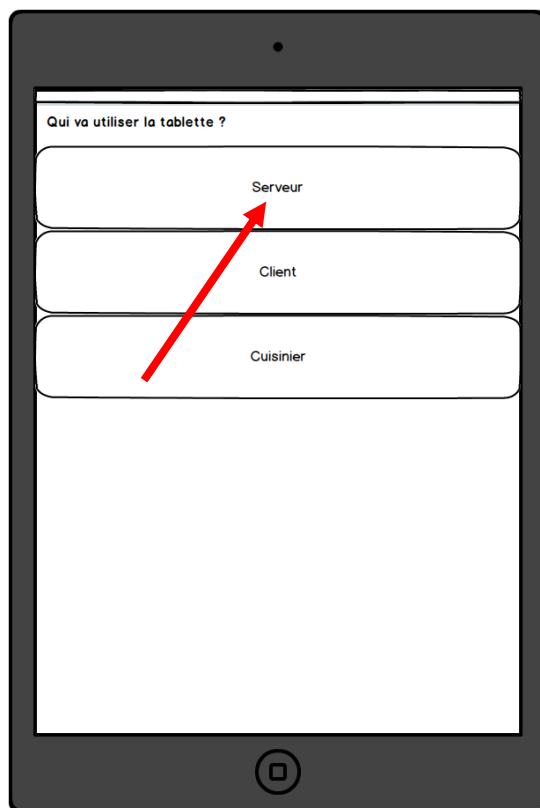 Qui va utiliser la tablette ?
Serveur
Client
Cuisinier